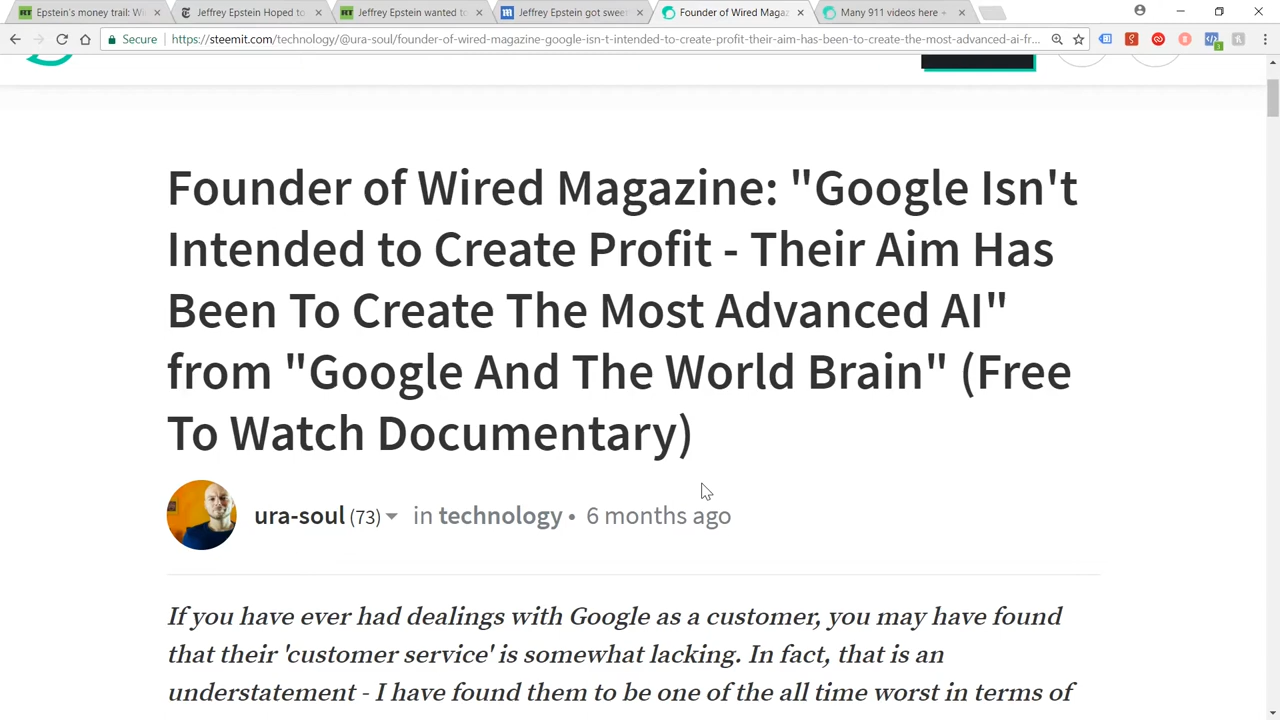 Epstein's money trail: Wi
Jeffrey Epstein Hoped to
Jeffrey Epstein wanted to
Jeffrey Epstein got sweet
Founder of Wired Magaz
Many 911 videos here +
Secure
https://steemit.com/technology/@ura-soul/founder-of-wired-magazine-google-isn-t-intended-to-create-profit-their-aim-has-been-to-create-the-most-advanced-ai-fr...
Founder of Wired Magazine: "Google Isn't
Intended to Create Profit - Their Aim Has
Been To Create The Most Advanced AI"
from "Google And The World Brain" (Free
To Watch Documentary)
ura-soul (73) in technology • 6 months ago
If you have ever had dealings with Google as a customer, you may have found
that their 'customer service' is somewhat lacking. In fact, that is an
understatement - I have found them to be one of the all time worst in terms of